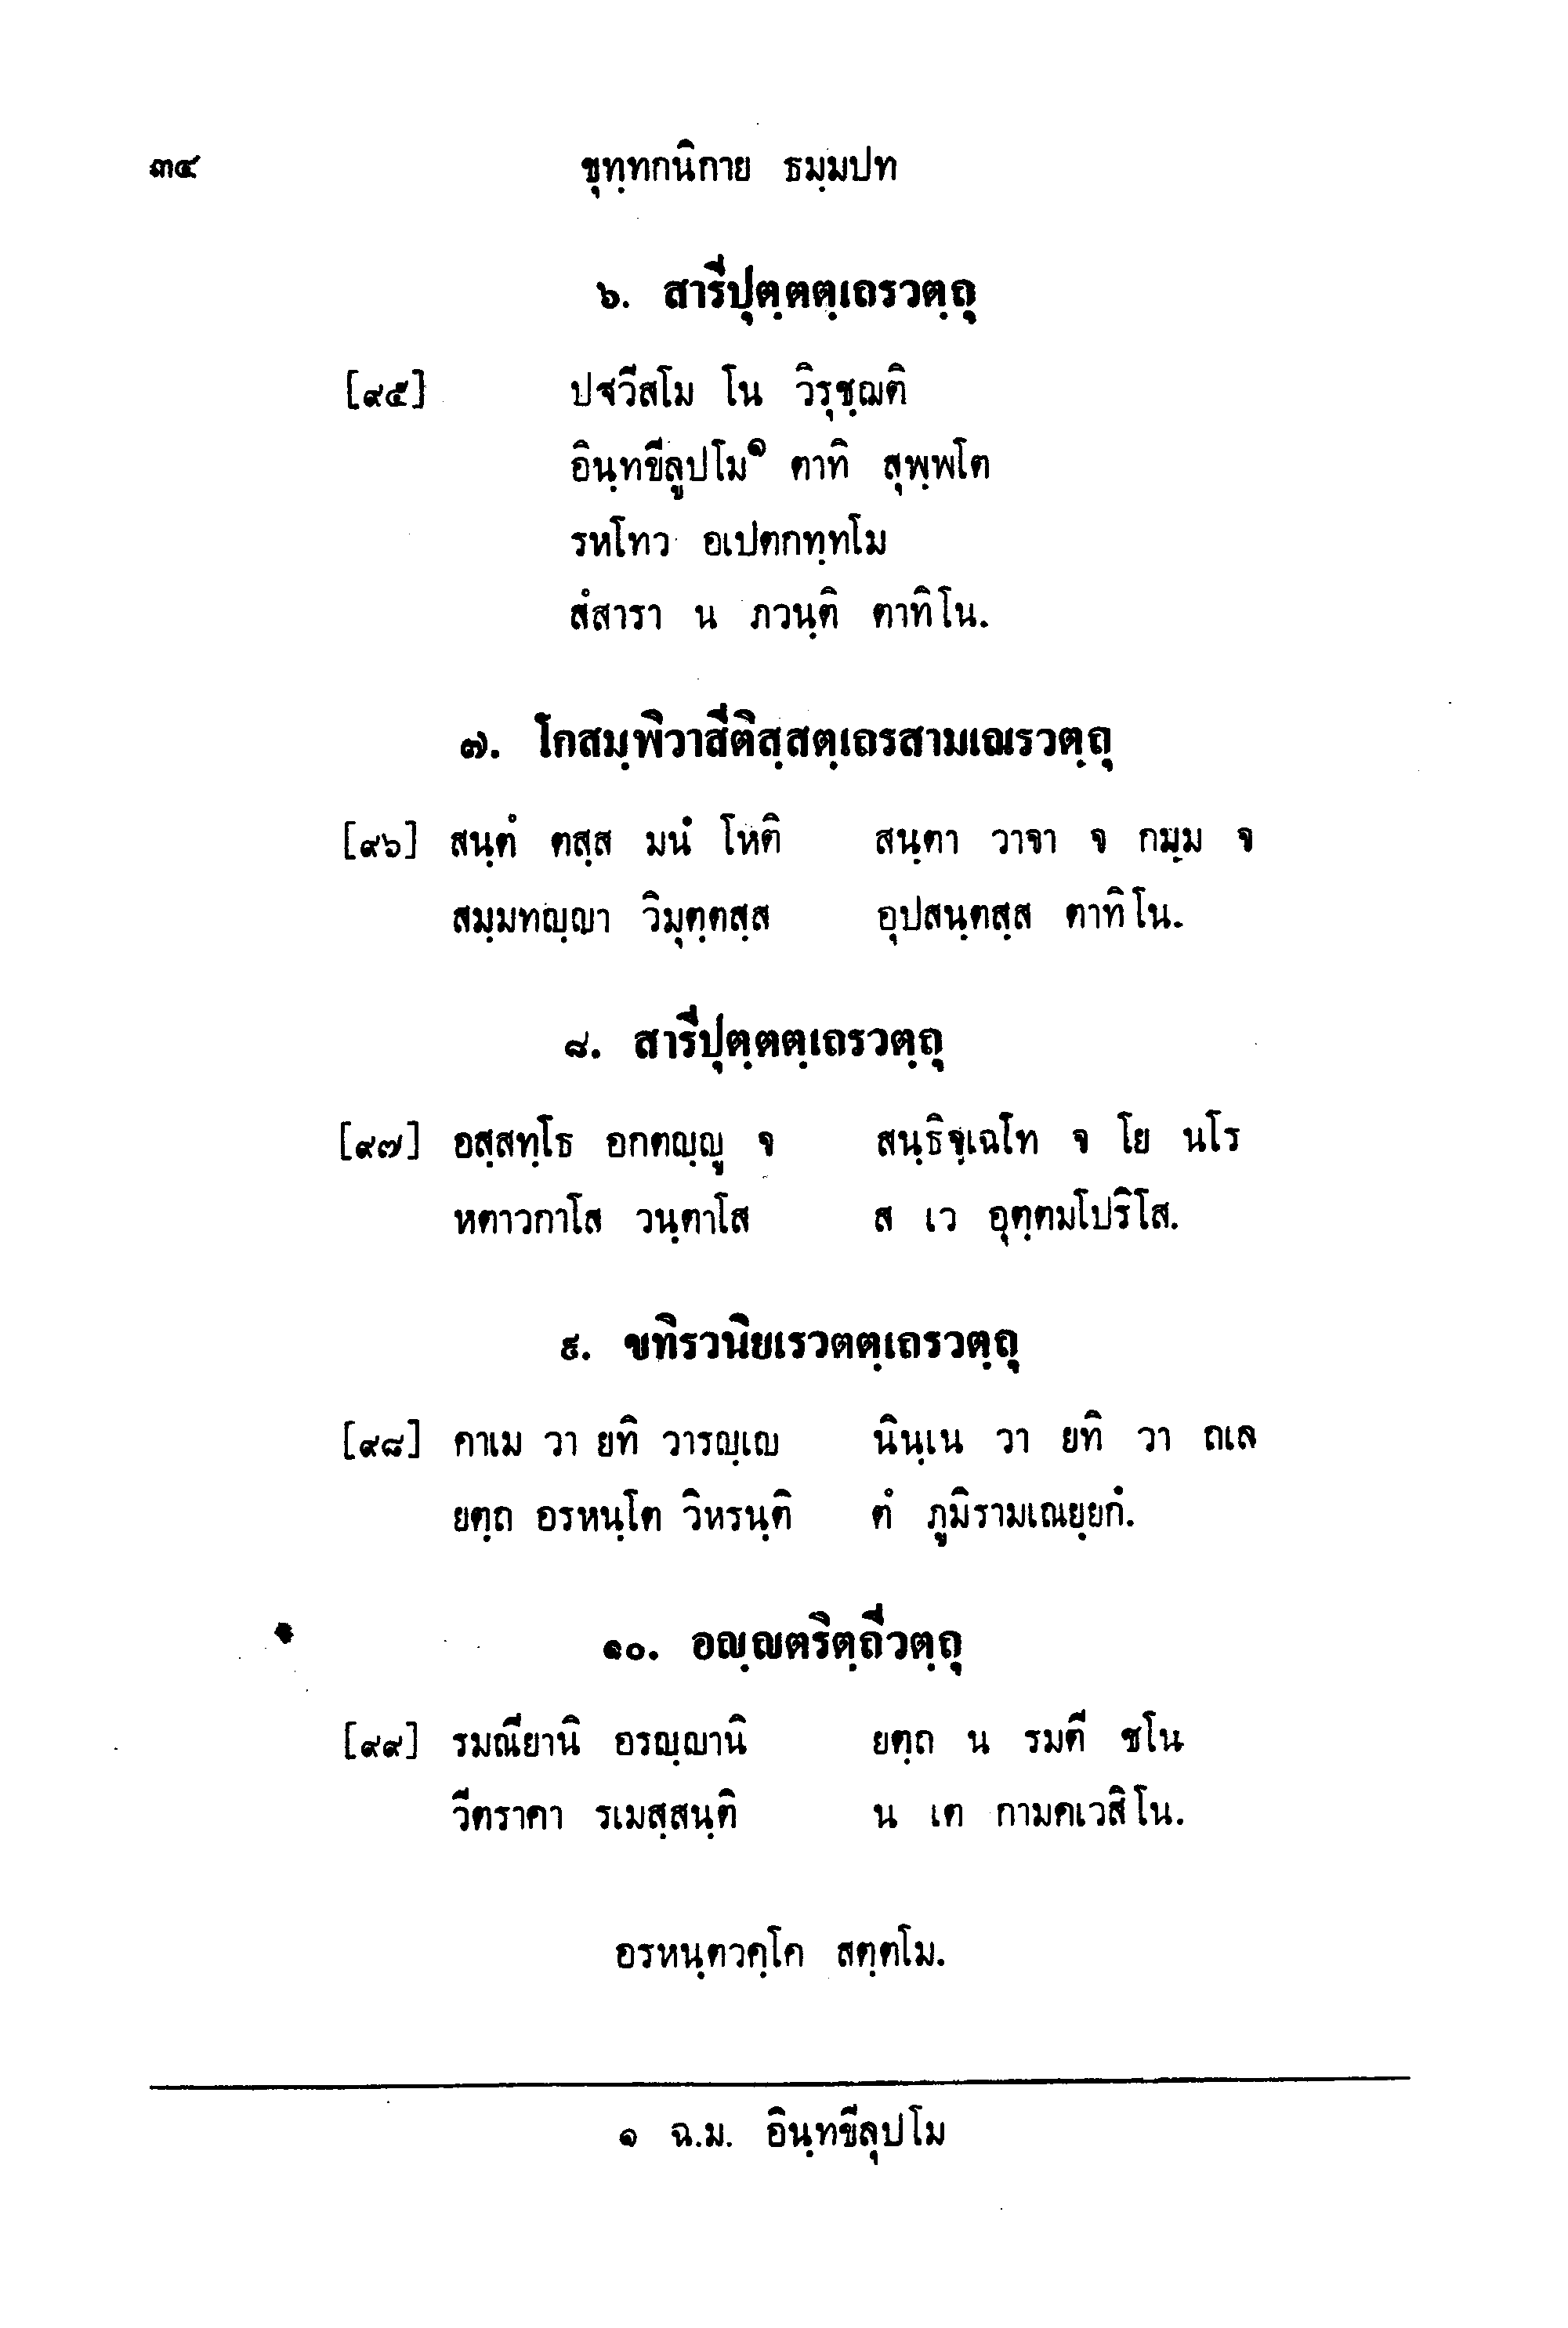 ๓๔ ขุทฺทกนิกาย ธมฺมปท
๖. สารีปุตฺตตฺเถรวตฺถุ
[๙๕] ปฐวีสโม โน วิรุชฺฌติ
อินฺทขีลูปโม๑ ตาทิ สุพฺพโต
รหโทว อเปตกทฺทโม
สํสารา น ภวนฺติ ตาทิโน.
๗. โกสมฺพิวาสีติสฺสตฺเถรสามเณรวตฺถุ
[๙๖] สนฺตํ ตสฺส มนํ โหติ สนฺตา วาจา จ กมฺม จ
สมฺมทญฺญา วิมุตฺตสฺส อุปสนฺตสฺส ตาทิโน.
๘. สารีปุตฺตตฺเถรวตฺถุ
[๙๗] อสฺสทฺโธ อกตญฺญู จ สนฺธิจฺเฉโท จ โย นโร
หตาวกาโส วนฺตาโส ส เว อุตฺตมโปริโส.
๙. ขทิรวนิยเรวตตฺเถรวตฺถุ
[๙๘] กาเม วา ยทิ วารญฺเญ นินฺเน วา ยทิ วา ถเล
ยตฺถ อรหนฺโต วิหรนฺติ ตํ ภูมิรามเณยฺยกํ.
๑๐. อญฺญตริตฺถีวตฺถุ
[๙๙] รมณียานิ อรญฺญานิ ยตฺถ น รมตี ชโน
วีตราคา รเมสฺสนฺติ น เต กามคเวสิโน.
อรหนฺตวคฺโค สตฺตโม.
๑ ฉ.ม. อินฺทขีลุปโม